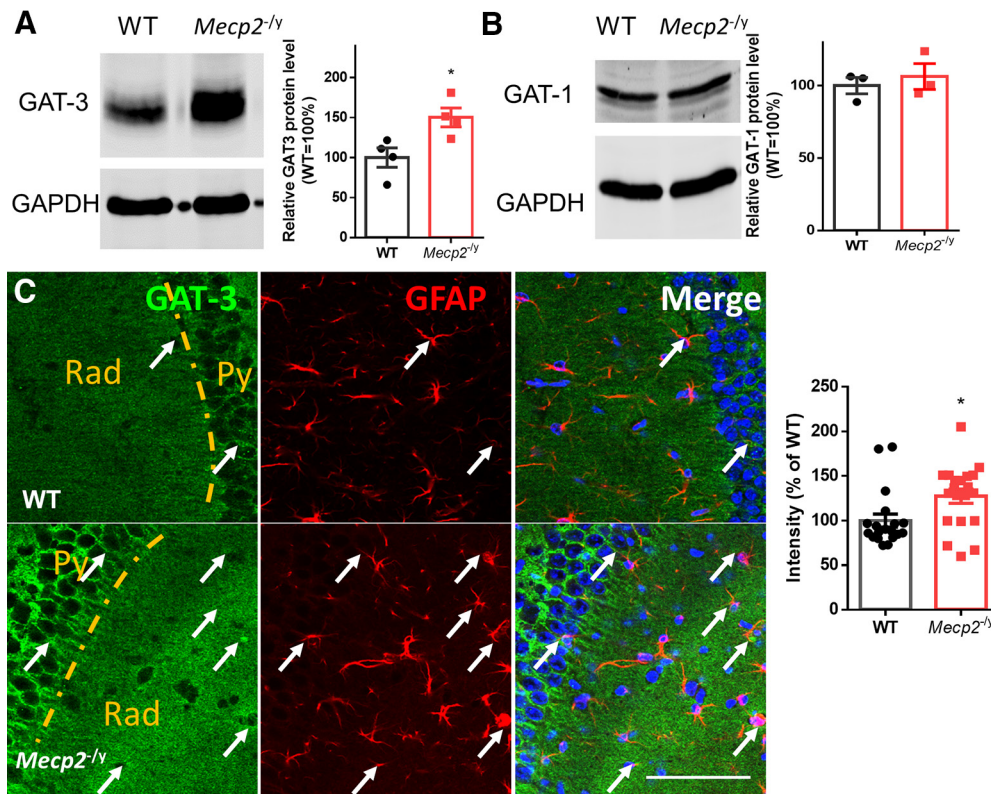 A
WT Mecp2-/y
GAT-3
GAPDH
Relative GAT3 protein level
(WT=100%)
200
150
100
50
0
*
WT Mecp2-/y
B
WT Mecp2-/y
GAT-1
GAPDH
Relative GAT-1 protein level
(WT=100%)
100
50
0
WT Mecp2-/y
C
GAT-3
Rad
Py
WT
GFAP
Merge
Py
Rad
Mecp2-/y
Intensity (% of WT)
250
200
150
100
50
0
*
WT Mecp2-/y